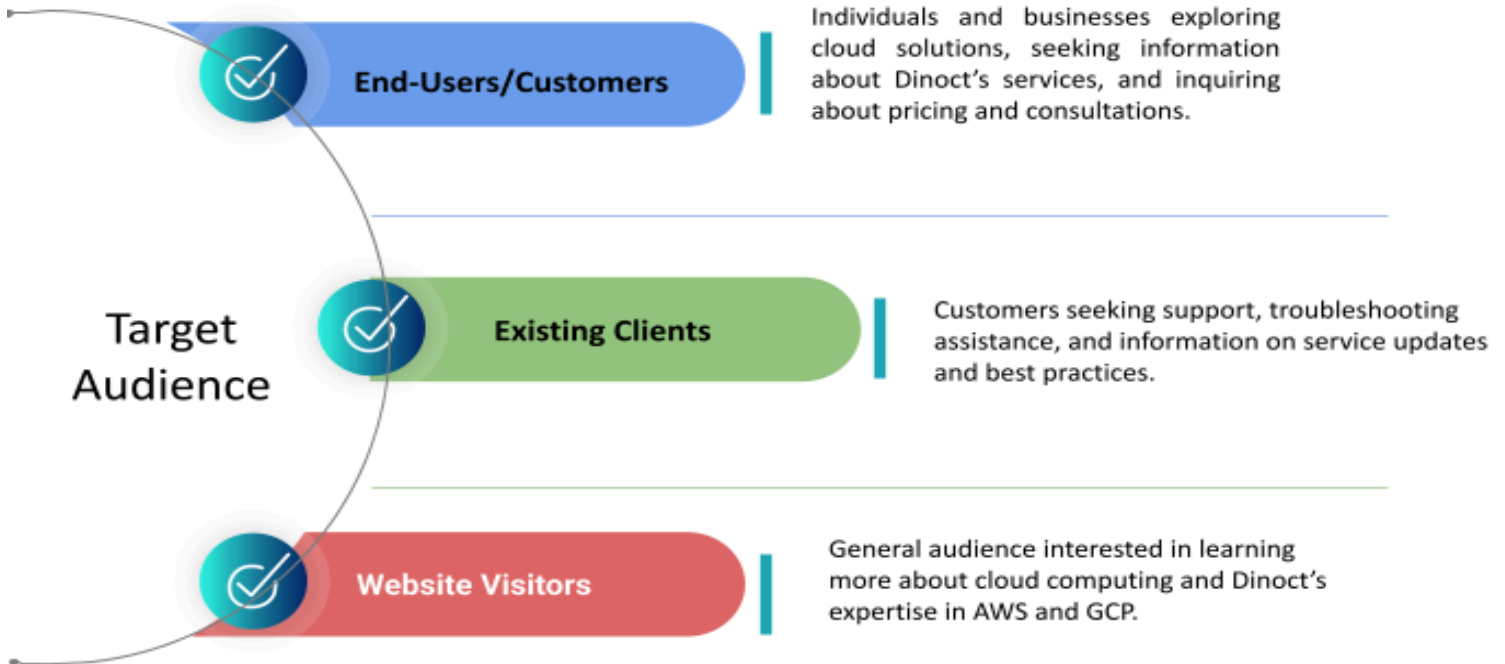 Target
Audience
End-Users/Customers
Individuals and businesses exploring
cloud solutions, seeking information
about Dinoct’s services, and inquiring
about pricing and consultations.
Existing Clients
Customers seeking support, troubleshooting
assistance, and information on service updates
and best practices.
Website Visitors
General audience interested in learning
more about cloud computing and Dinoct’s
expertise in AWS and GCP.